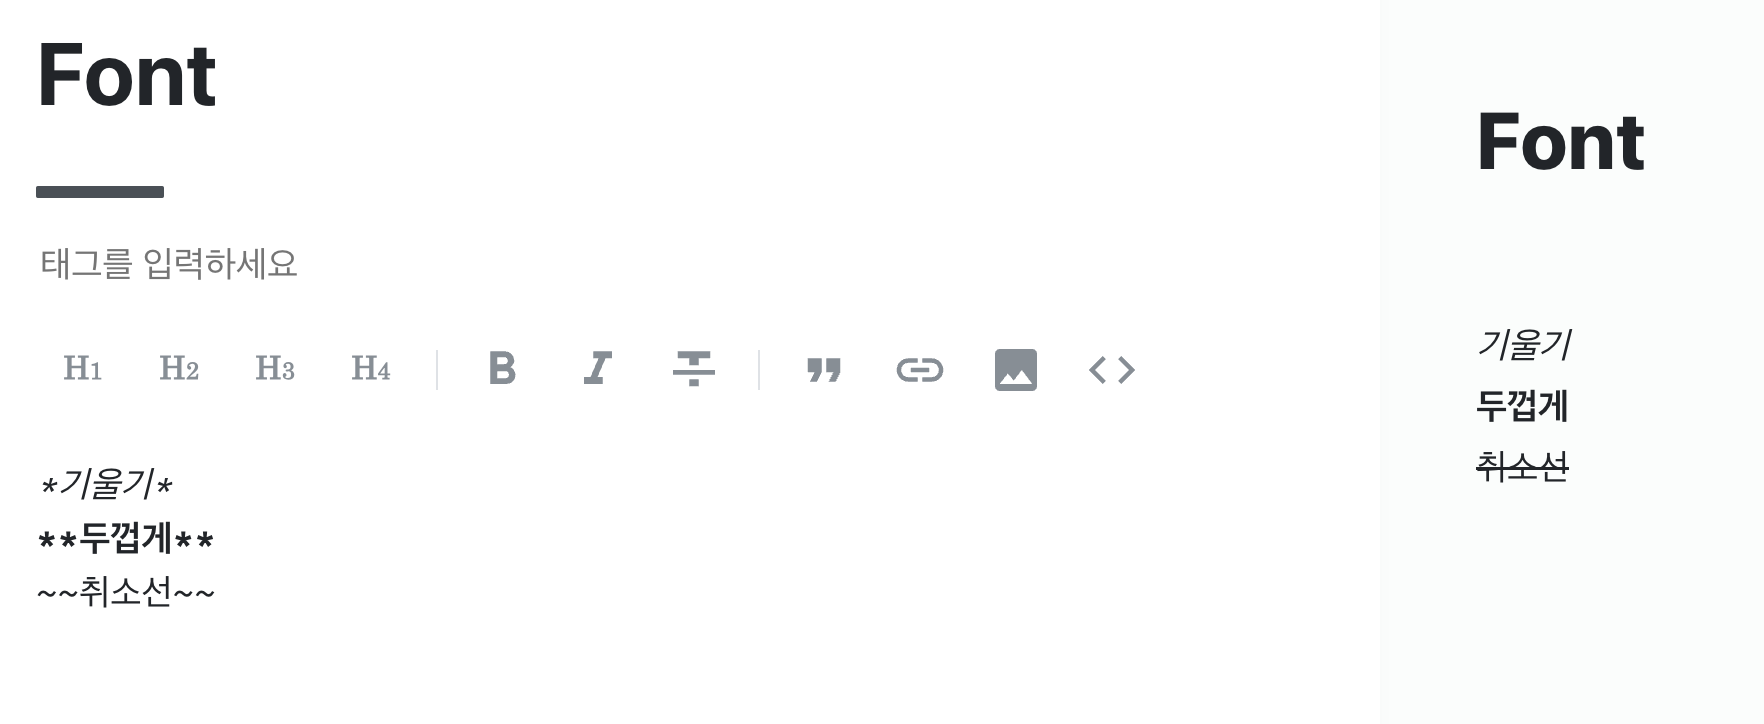 Font
태그를 입력하세요
H1 H2 H3 H4 B I T
*기울기*
**두껍게**
~~취소선~~
Font
기울기
두껍게
취소선